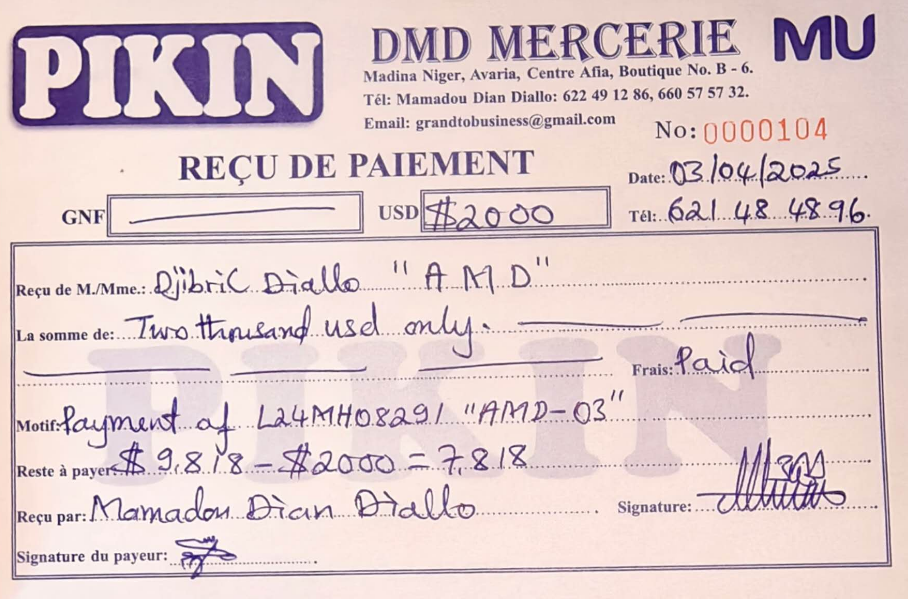 PIKIN
DMD MERCERIE
MU
Madina Niger, Avaria, Centre Afia, Boutique No. B - 6.
Tél: Mamadou Dian Diallo: 622 49 12 86, 660 57 57 32.
Email: grandtobusiness@gmail.com
No: 0000104
REÇU DE PAIEMENT
Date: 03/04/2025
GNF
USD $2000
Tél: 621 48 48 96.
Reçu de M./Mme.: Djibril Diallo "AMD"
La somme de: Two thousand usd only.
Frais: Paid
PIKIN
Motif: Payment of L24MH08291 "AMD-03"
Reste à payer: $9,818 - $2000 = 7,818
Reçu par: Mamadou Dian Diallo
Signature:
Signature du payeur: